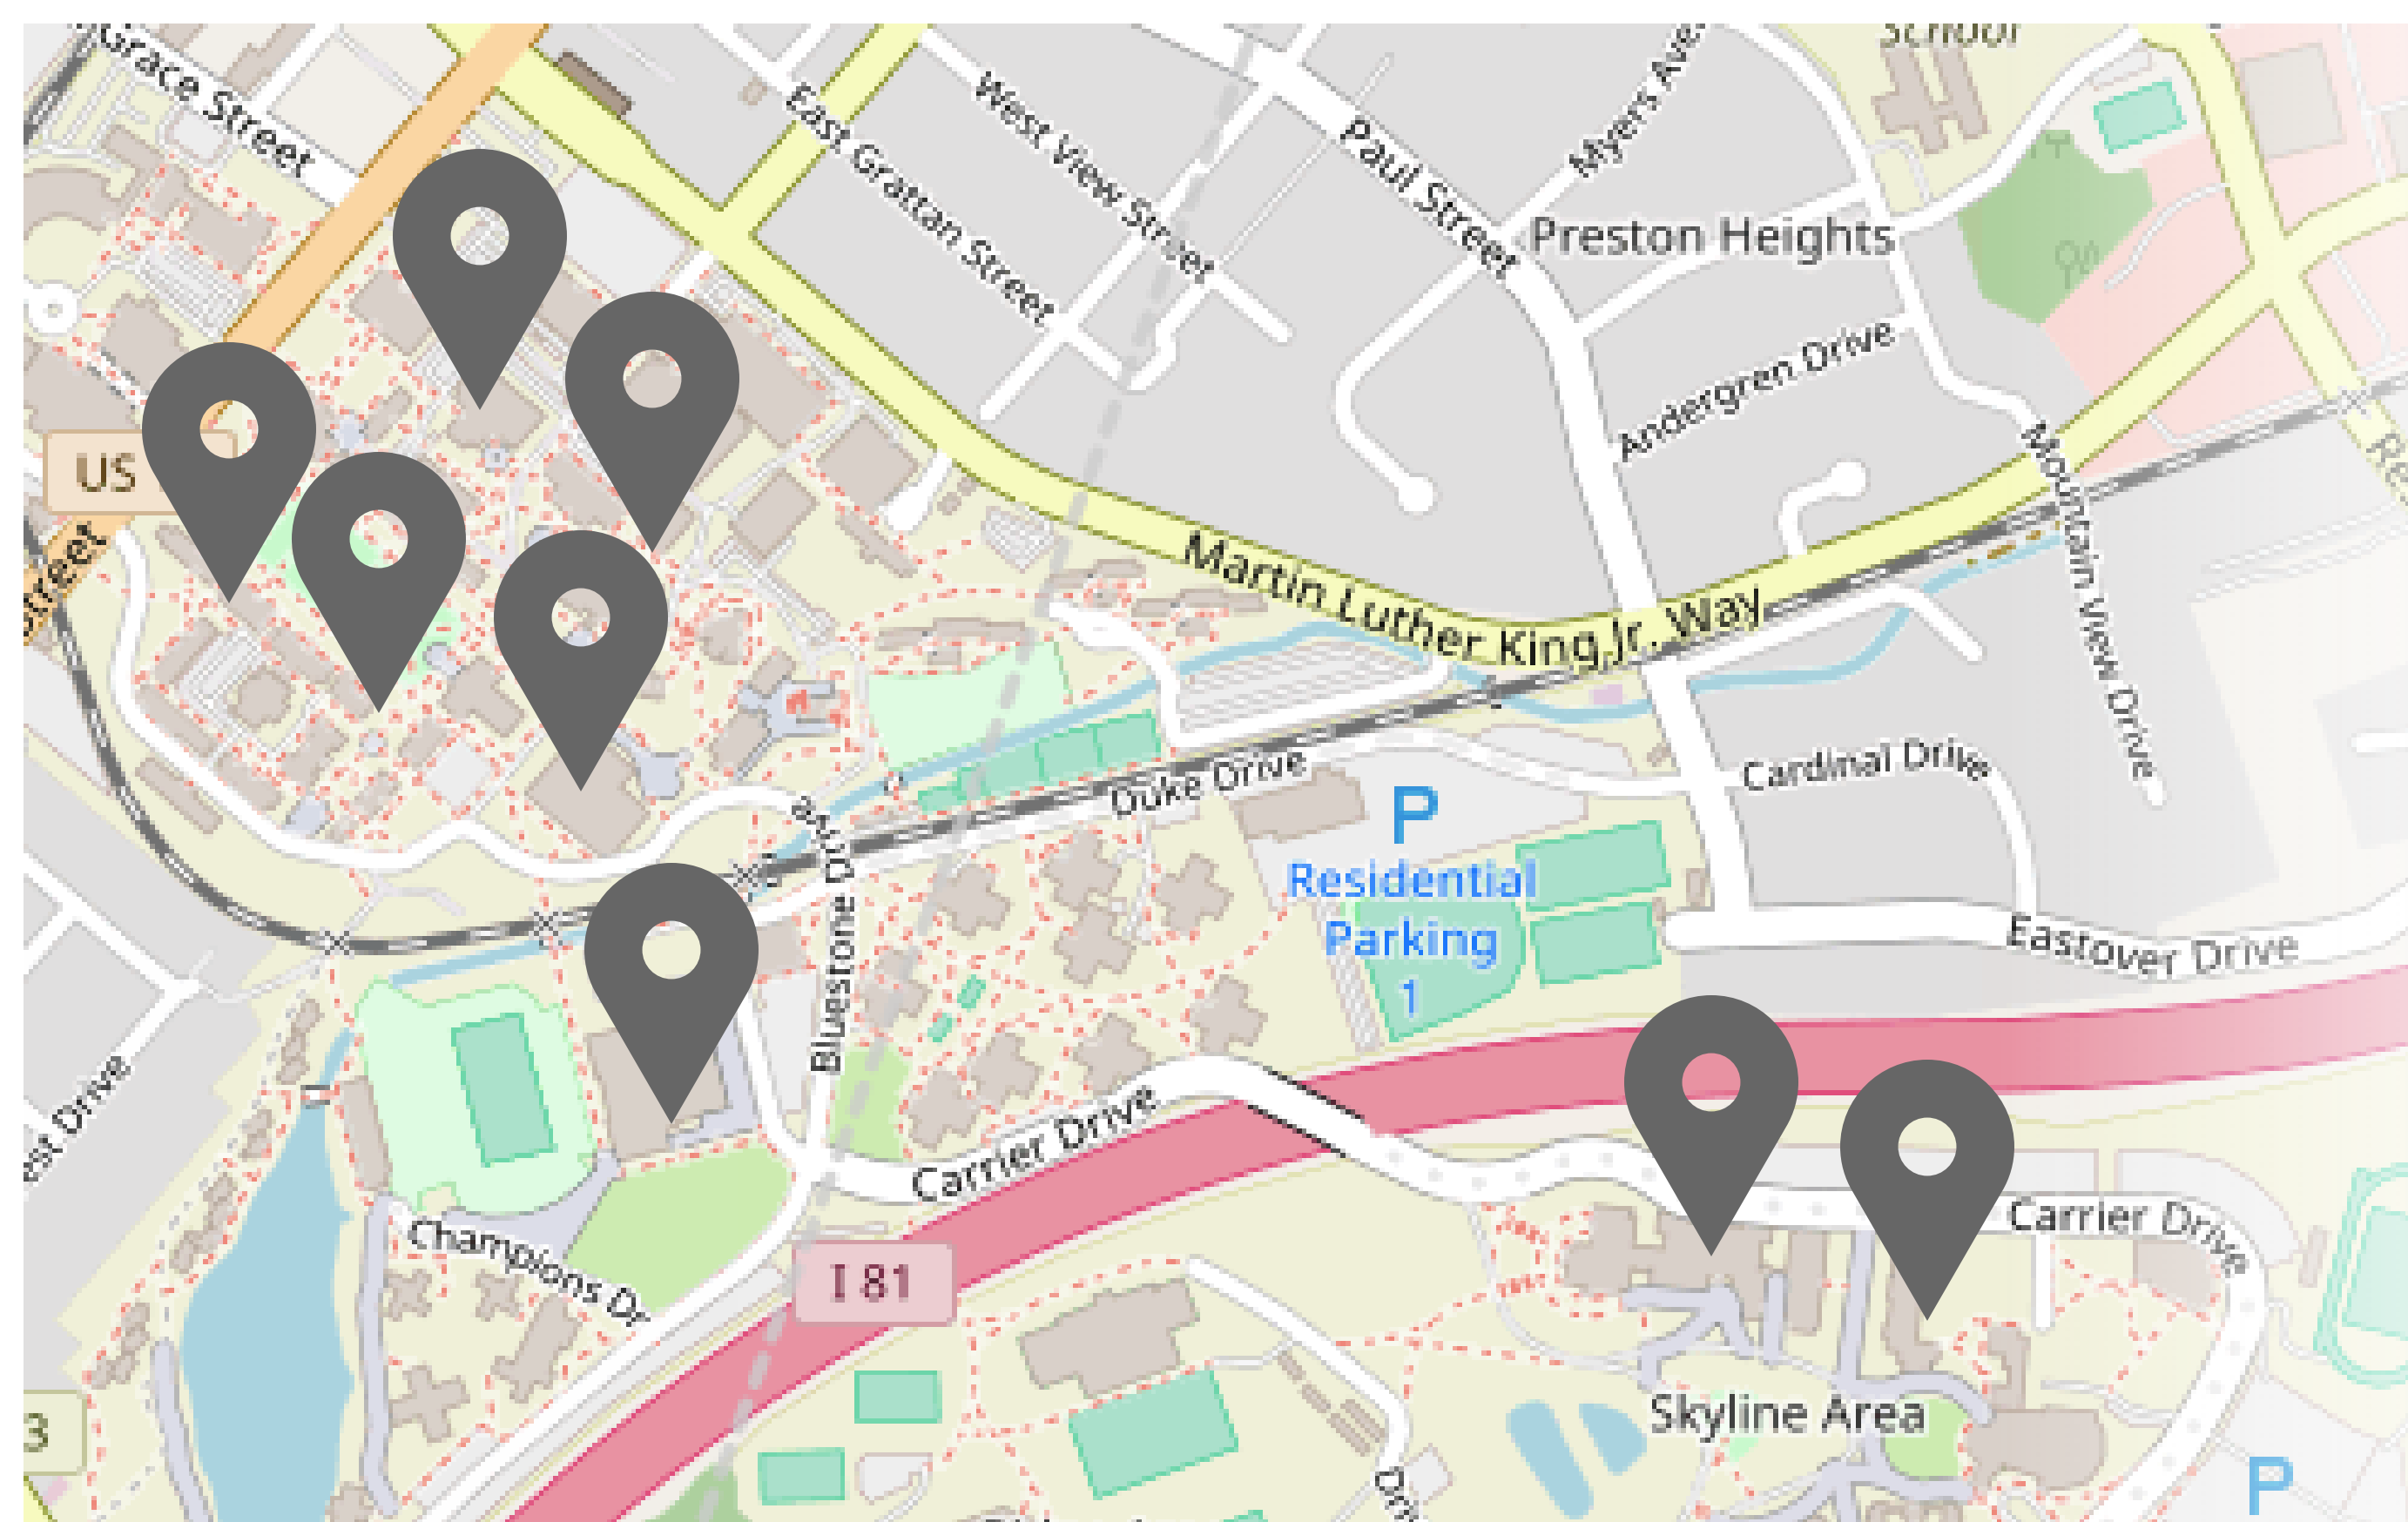 Grace Street
East Grattan Street
West View Street
Paul Street
Myers Ave
School
Preston Heights
Andergren Drive
US
Street
Martin Luther King Jr. Way
Mountain View Drive
Duke Drive
Cardinal Drive
P
Residential
Parking
1
Bluestone Drive
Eastover Drive
est Drive
Carrier Drive
Champions Dr
I 81
Carrier Drive
3
Skyline Area
P